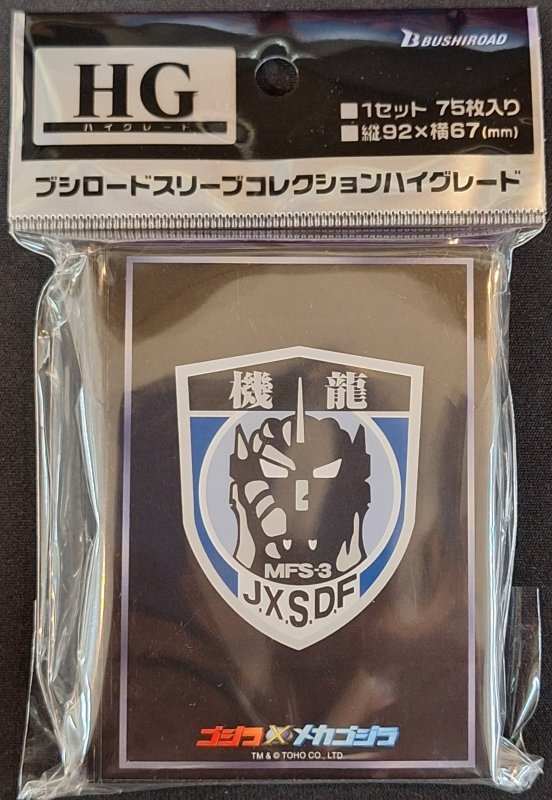 HG
ハイグレード
BUSHIROAD
■1セット 75枚入り
■縦92×横67(mm)
ブシロードスリーブコレクションハイグレード
機 龍
MFS-3
J.X.S.D.F
ゴジラ×メカゴジラ
TM & © TOHO CO., LTD.